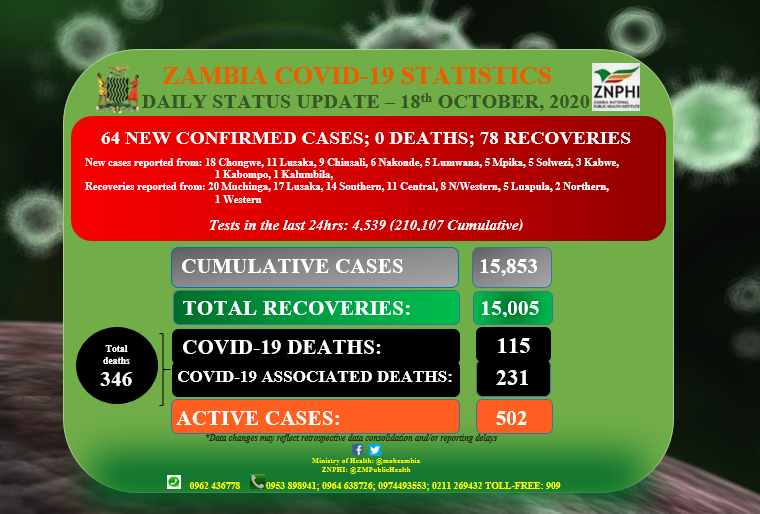 ZAMBIA COVID-19 STATISTICS
DAILY STATUS UPDATE – 18th OCTOBER, 2020
ZNPHI
ZAMBIA NATIONAL
PUBLIC HEALTH INSTITUTE
64 NEW CONFIRMED CASES; 0 DEATHS; 78 RECOVERIES
New cases reported from: 18 Chongwe, 11 Lusaka, 9 Chinsali, 6 Nakonde, 5 Lumwana, 5 Mpika, 5 Solwezi, 3 Kabwe,
1 Kabompo, 1 Kalumbila,
Recoveries reported from: 20 Muchinga, 17 Lusaka, 14 Southern, 11 Central, 8 N/Western, 5 Luapula, 2 Northern,
1 Western
Tests in the last 24hrs: 4,539 (210,107 Cumulative)
CUMULATIVE CASES 15,853
TOTAL RECOVERIES: 15,005
COVID-19 DEATHS: 115
Total
deaths
346
COVID-19 ASSOCIATED DEATHS: 231
ACTIVE CASES: 502
*Data changes may reflect retrospective data consolidation and/or reporting delays
Ministry of Health: @mohzambia
ZNPHI: @ZMPublicHealth
0962 436778 0953 898941; 0964 638726; 0974493553; 0211 269432 TOLL-FREE: 909